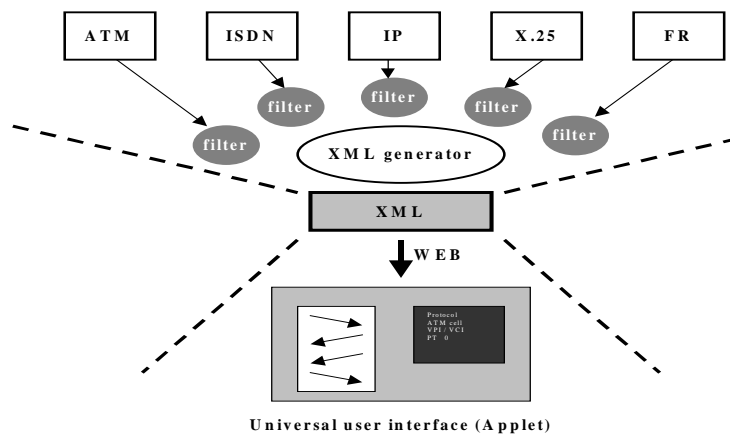 ATM
ISDN
IP
X.25
FR
filter
filter
filter
filter
filter
XML generator
XML
WEB
Protocol
ATM cell
VPI / VCI
PT 0
Universal user interface (Applet)